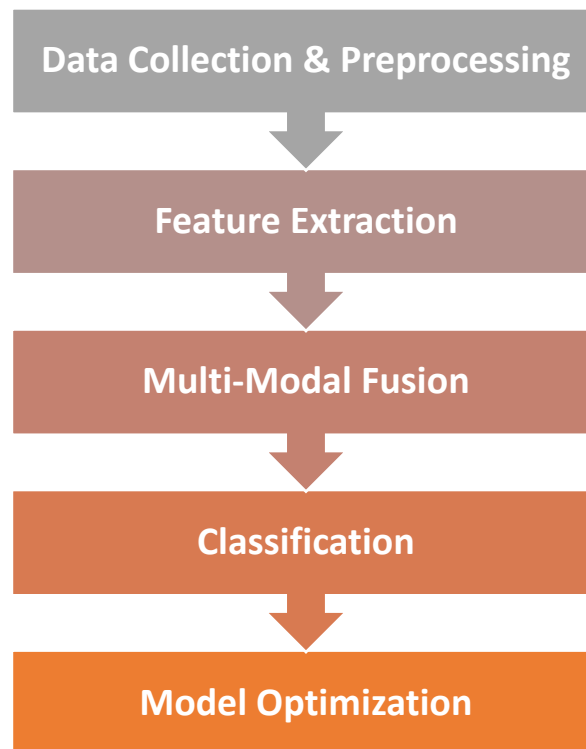 Data Collection & Preprocessing
Feature Extraction
Multi-Modal Fusion
Classification
Model Optimization